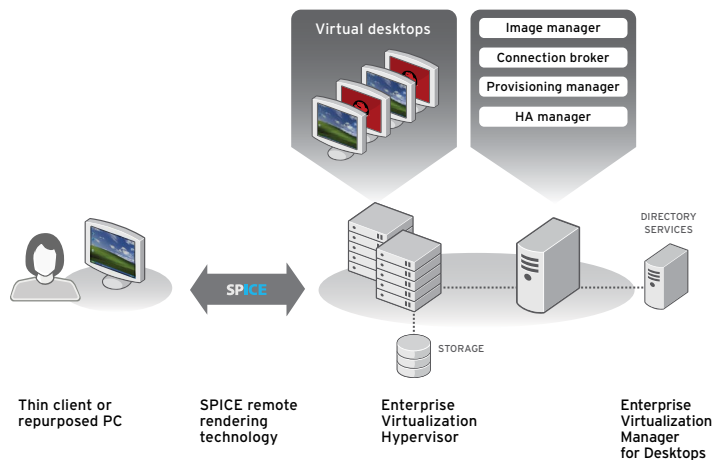 Virtual desktops
Image manager
Connection broker
Provisioning manager
HA manager
DIRECTORY
SERVICES
SPICE
STORAGE
Thin client or
repurposed PC
SPICE remote
rendering
technology
Enterprise
Virtualization
Hypervisor
Enterprise
Virtualization
Manager
for Desktops